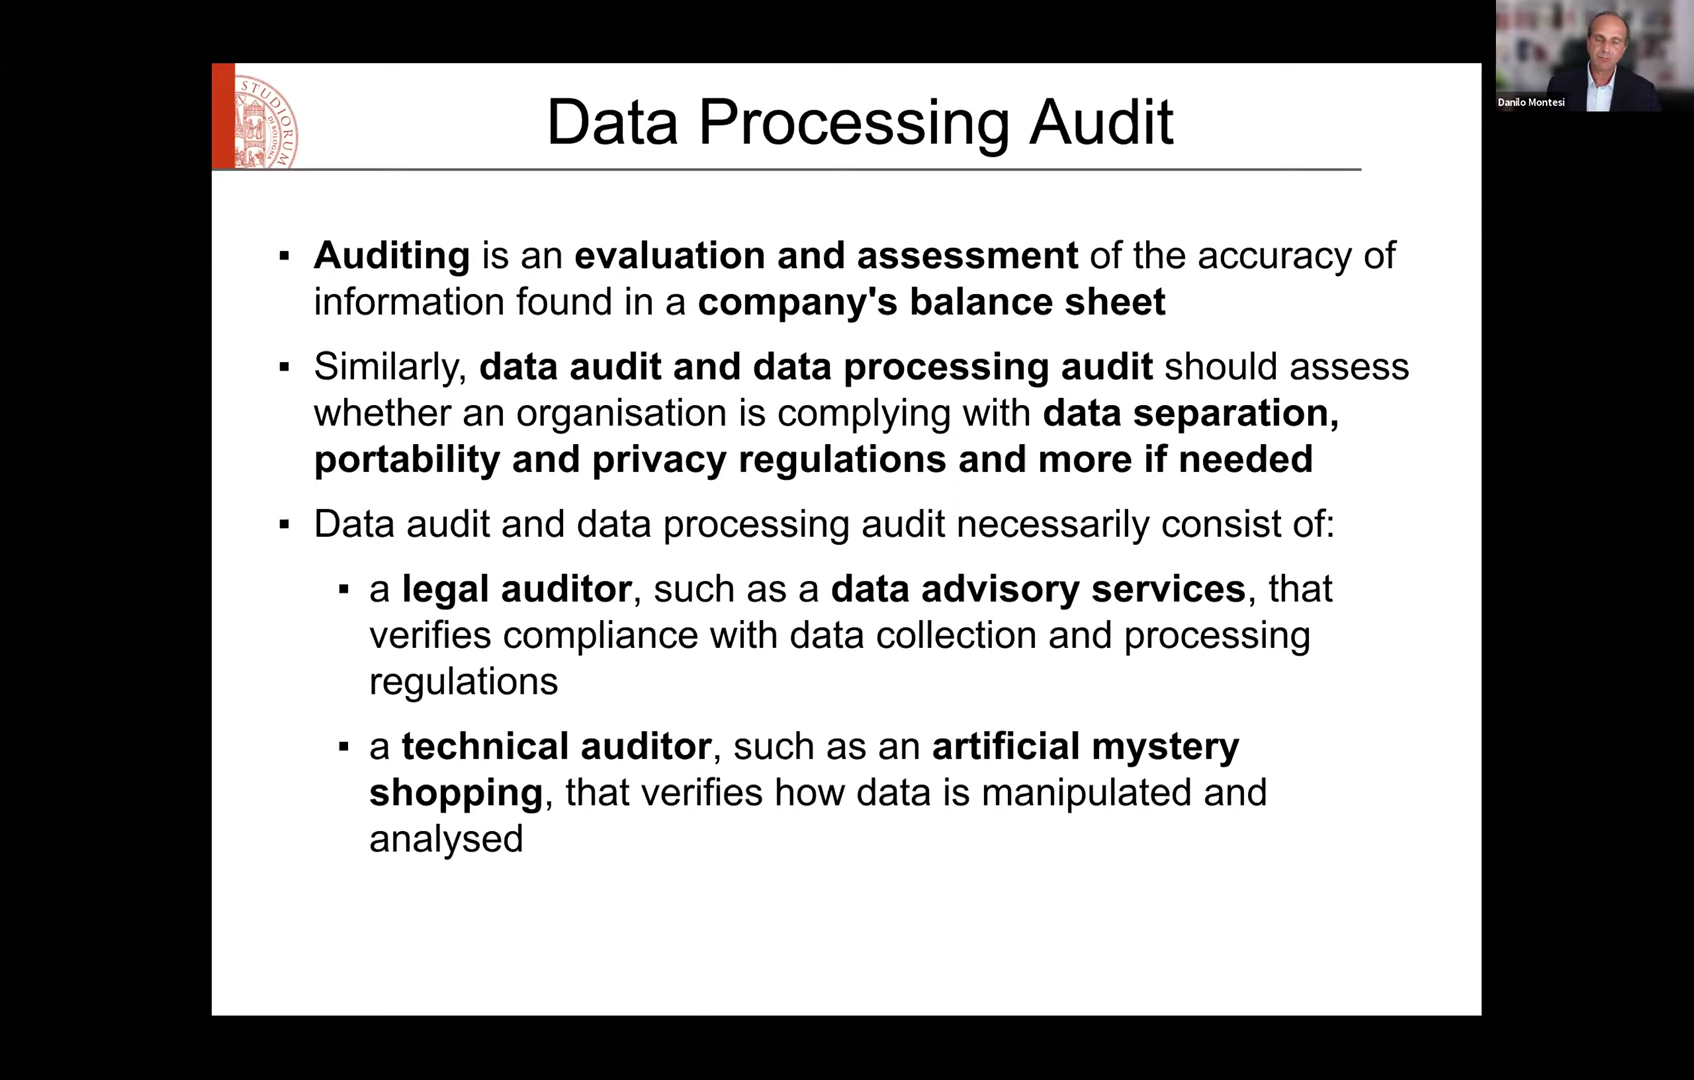 Danilo Montesi
STUDIORUM
DI BOLOGNA
Data Processing Audit
▪ Auditing is an evaluation and assessment of the accuracy of
information found in a company's balance sheet
▪ Similarly, data audit and data processing audit should assess
whether an organisation is complying with data separation,
portability and privacy regulations and more if needed
▪ Data audit and data processing audit necessarily consist of:
▪ a legal auditor, such as a data advisory services, that
verifies compliance with data collection and processing
regulations
▪ a technical auditor, such as an artificial mystery
shopping, that verifies how data is manipulated and
analysed